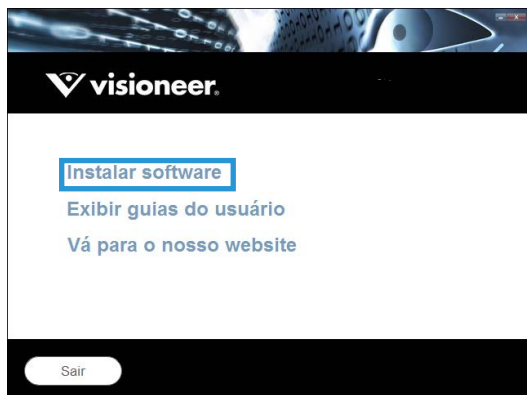 visioneer®
Instalar software
Exibir guias do usuário
Vá para o nosso website
Sair